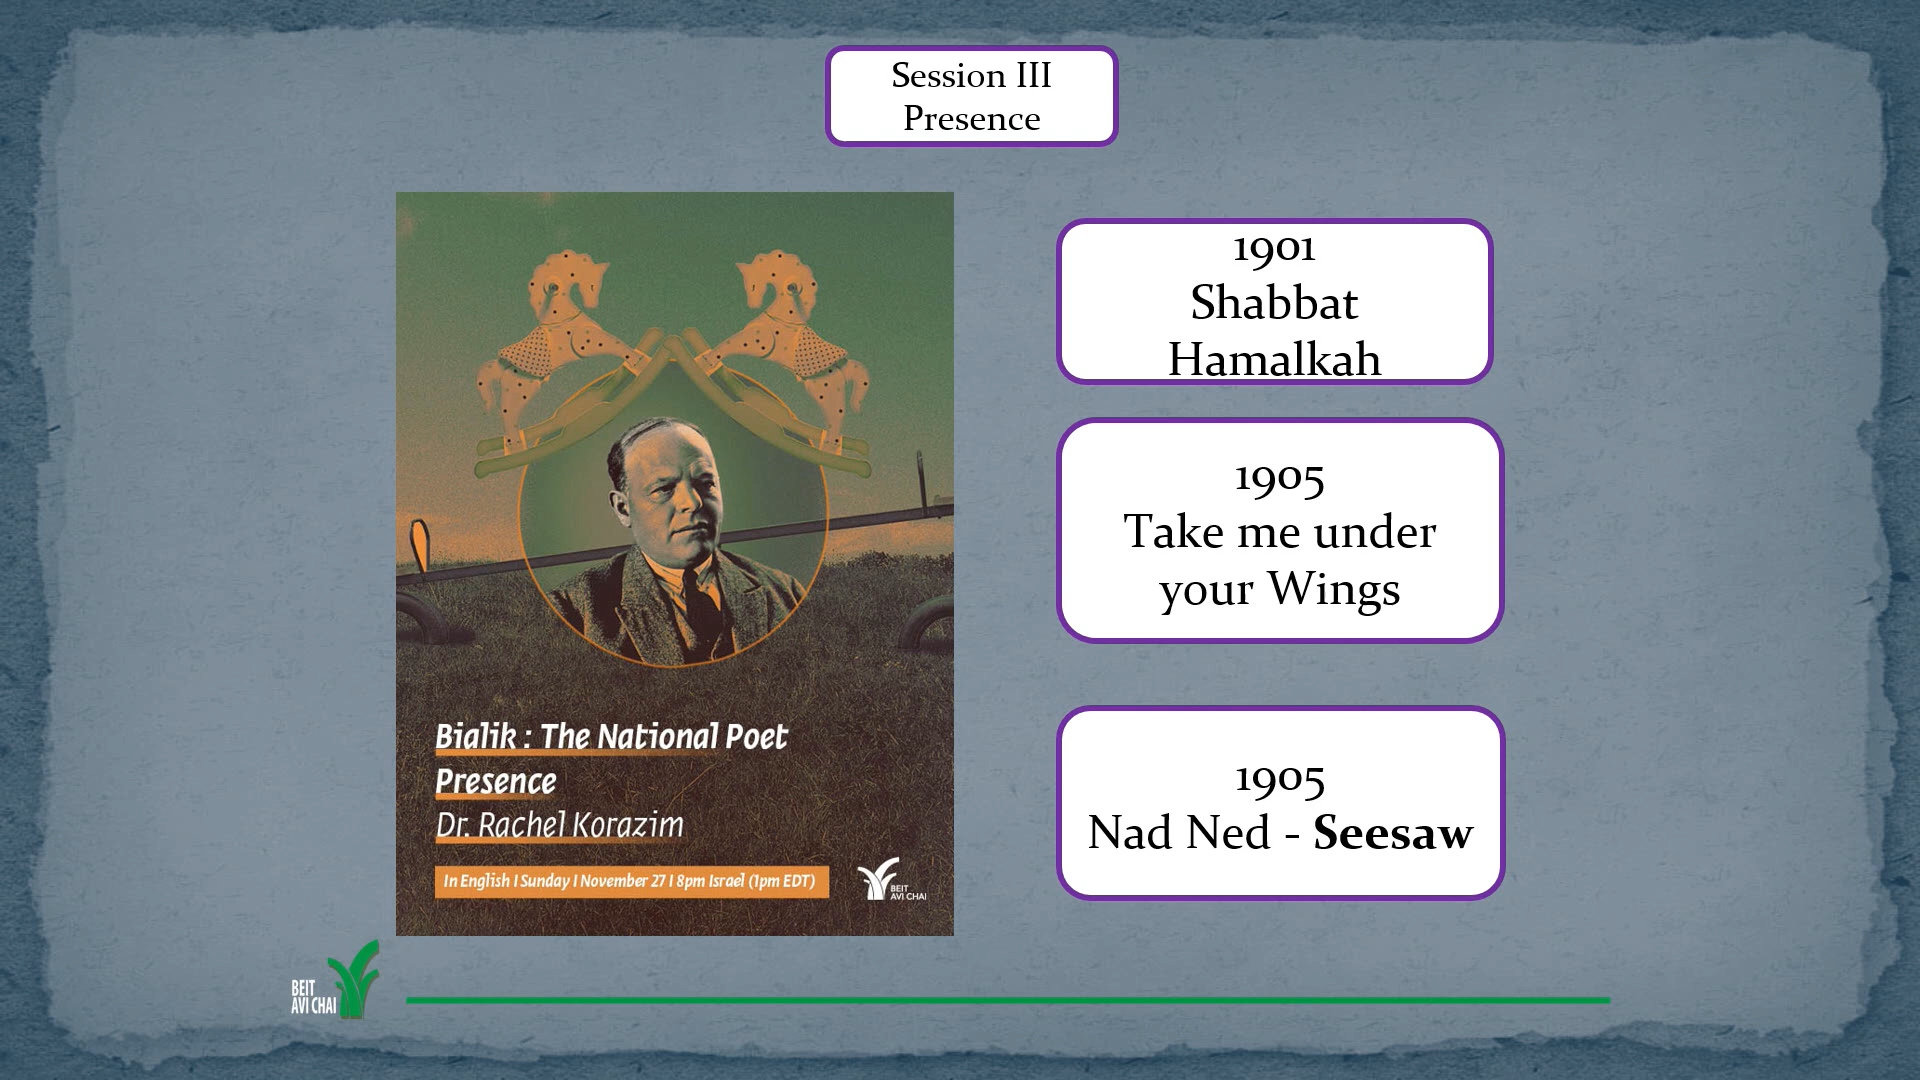 Session III
Presence
1901
Shabbat
Hamalkah
1905
Take me under
your Wings
1905
Nad Ned - Seesaw
Bialik : The National Poet
Presence
Dr. Rachel Korazim
In English I Sunday I November 27 I 8pm Israel (1pm EDT)
BEIT
AVI CHAI
BEIT
AVI CHAI